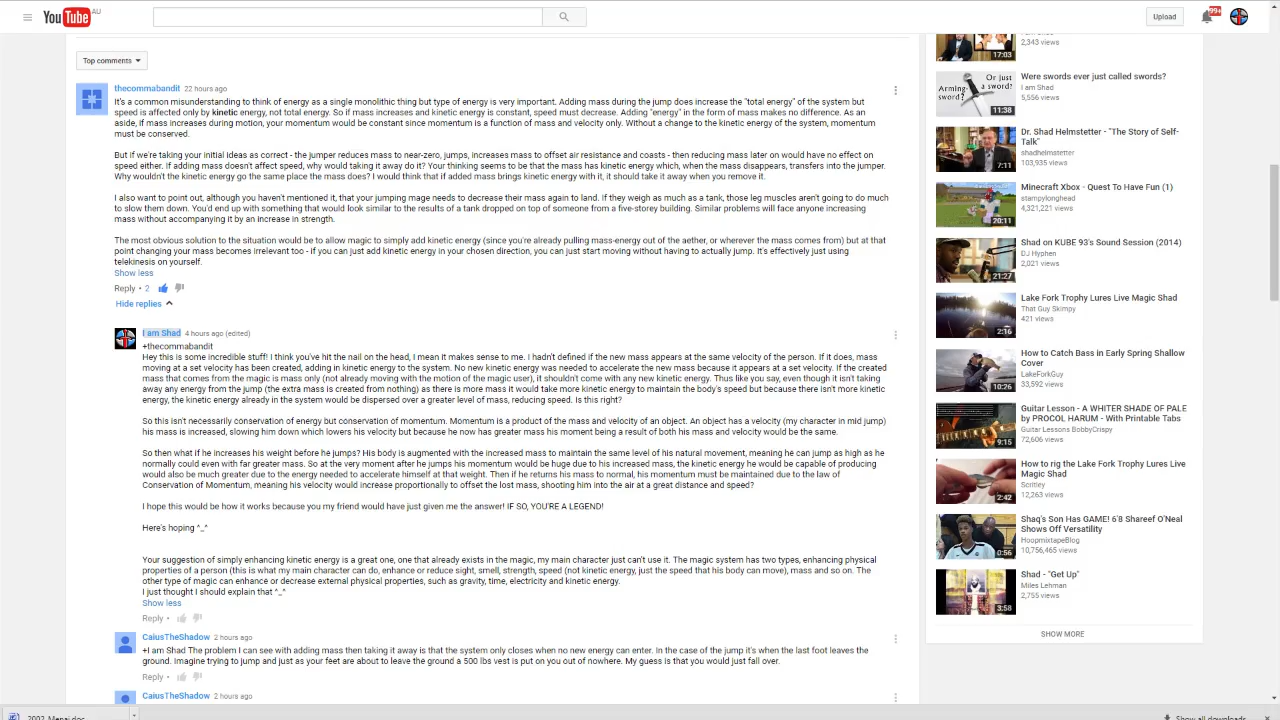 YouTube AU
Upload
99+
Top comments
thecommabandit 22 hours ago
It's a common misunderstanding to think of energy as a single monolithic thing but type of energy is very important. Adding mass during the jump does increase the "total energy" of the system but
speed is affected only by kinetic energy, not total energy. So if mass increases and kinetic energy is constant, speed must decrease. Adding "energy" in the form of mass makes no difference. As an
aside, if mass increases during motion, your momentum would be constant since momentum is a function of mass and velocity only. Without a change to the kinetic energy of the system, momentum
must be conserved.
But if we're taking your initial ideas as correct - the jumper reduces mass to near-zero, jumps, increases mass to offset air resistance and coasts - then reducing mass later on would have no effect on
speed either. If adding mass doesn't affect speed, why would taking it away do it? Your thinking seems to be that the mass has kinetic energy which, when the mass disappears, transfers into the jumper.
Why wouldn't the kinetic energy go the same place the mass does? I would think that if added mass brings kinetic energy with it, it should take it away when you remove it.
I also want to point out, although you haven't mentioned it, that your jumping mage needs to decrease their mass again to land. If they weigh as much as a tank, those leg muscles aren't going to do much
to slow them down. You'd end up with something that would look similar to the results of a tank dropped on top of someone from a five-storey building. Similar problems will face anyone increasing
mass without accompanying it by an increase in strength.
The most obvious solution to the situation would be to allow magic to simply add kinetic energy (since you're already pulling mass-energy out of the aether, or wherever the mass comes from) but at that
point changing your mass becomes irrelevant too - if you can just add kinetic energy in your chosen direction, you can just start moving without having to actually jump. It's effectively just using
telekinesis on yourself.
Show less
Reply • 2
Hide replies
I am Shad 4 hours ago (edited)
+thecommabandit
Hey this is some incredible stuff! I think you've hit the nail on the head, I mean it makes sense to me. I hadn't defined if the new mass appears at the same velocity of the person. If it does, mass
moving at a set velocity has been created, adding kinetic energy to the system. No new kinetic energy was needed to accelerate the new mass because it appears at a set velocity. If the created
mass that comes from the magic is mass only (not already moving with the motion of the magic user), it shouldn't come with any new kinetic energy. Thus like you say, even though it isn't taking
away any energy from the jump (the extra mass is created from nothing) as there is more mass it would take more kinetic energy to maintain the body's speed but because there isn't more kinetic
energy, the kinetic energy already in the system would now be dispersed over a greater level of mass, reducing speed. Is this right?
So this isn't necessarily conservation of energy but conservation of momentum. Momentum is a product of the mass and velocity of an object. An object has a velocity (my character in mid jump)
his mass is increased, slowing him down which lowers his velocity but because he now has greater mass his moment being a result of both his mass and velocity would be the same.
So then what if he increases his weight before he jumps? His body is augmented with the increased mass to maintain the same level of his natural movement, meaning he can jump as high as he
normally could even with far greater mass. So at the very moment after he jumps his momentum would be huge due to his increased mass, the kinetic energy he would be capable of producing
would also be much greater due to the energy needed to accelerate himself at that weight. Then if he returns his mass to normal, his momentum must be maintained due to the law of
Conservation of Momentum, meaning his velocity would increase proportionally to offset the lost mass, shooting him into the air at a great distance and speed?
I hope this would be how it works because you my friend would have just given me the answer! IF SO, YOU'RE A LEGEND!
Here's hoping ^_^
Your suggestion of simply enhancing kinetic energy is a great one, one that already exists in the magic, my main character just can't use it. The magic system has two types, enhancing physical
properties of a person (this is what my main character can do, enhance or reduce sight, smell, strength, speed (not kinetic energy, just the speed that his body can move), mass and so on. The
other type of magic can enhance or decrease external physical properties, such as gravity, time, electricity and kinetic energy.
I just thought I should explain that ^_^
Show less
Reply •
CaiusTheShadow 2 hours ago
+I am Shad The problem I can see with adding mass then taking it away is that the system only closes when no new energy can enter. In the case of the jump it's when the last foot leaves the
ground. Imagine trying to jump and just as your feet are about to leave the ground a 500 lbs vest is put on you out of nowhere. My guess is that you would just fall over.
Reply •
CaiusTheShadow 2 hours ago
2,343 views
17:03
Were swords ever just called swords?
I am Shad
5,556 views
Or just
a sword?
Arming
sword?
11:38
Dr. Shad Helmstetter - "The Story of Self-
Talk"
shadhelmstetter
103,935 views
7:11
Minecraft Xbox - Quest To Have Fun (1)
stampylonghead
4,321,221 views
20:11
Shad on KUBE 93's Sound Session (2014)
DJ Hyphen
2,021 views
21:27
Lake Fork Trophy Lures Live Magic Shad
That Guy Skimpy
421 views
2:16
How to Catch Bass in Early Spring Shallow
Cover
LakeForkGuy
33,592 views
10:26
Guitar Lesson - A WHITER SHADE OF PALE
by PROCOL HARUM - With Printable Tabs
Guitar Lessons BobbyCrispy
72,606 views
9:15
How to rig the Lake Fork Trophy Lures Live
Magic Shad
Scritley
12,263 views
2:42
Shaq's Son Has GAME! 6'8 Shareef O'Neal
Shows Off Versatility
HoopmixtapeBlog
10,756,465 views
0:56
Shad - "Get Up"
Miles Lehman
2,755 views
3:58
SHOW MORE
Show all downloads...